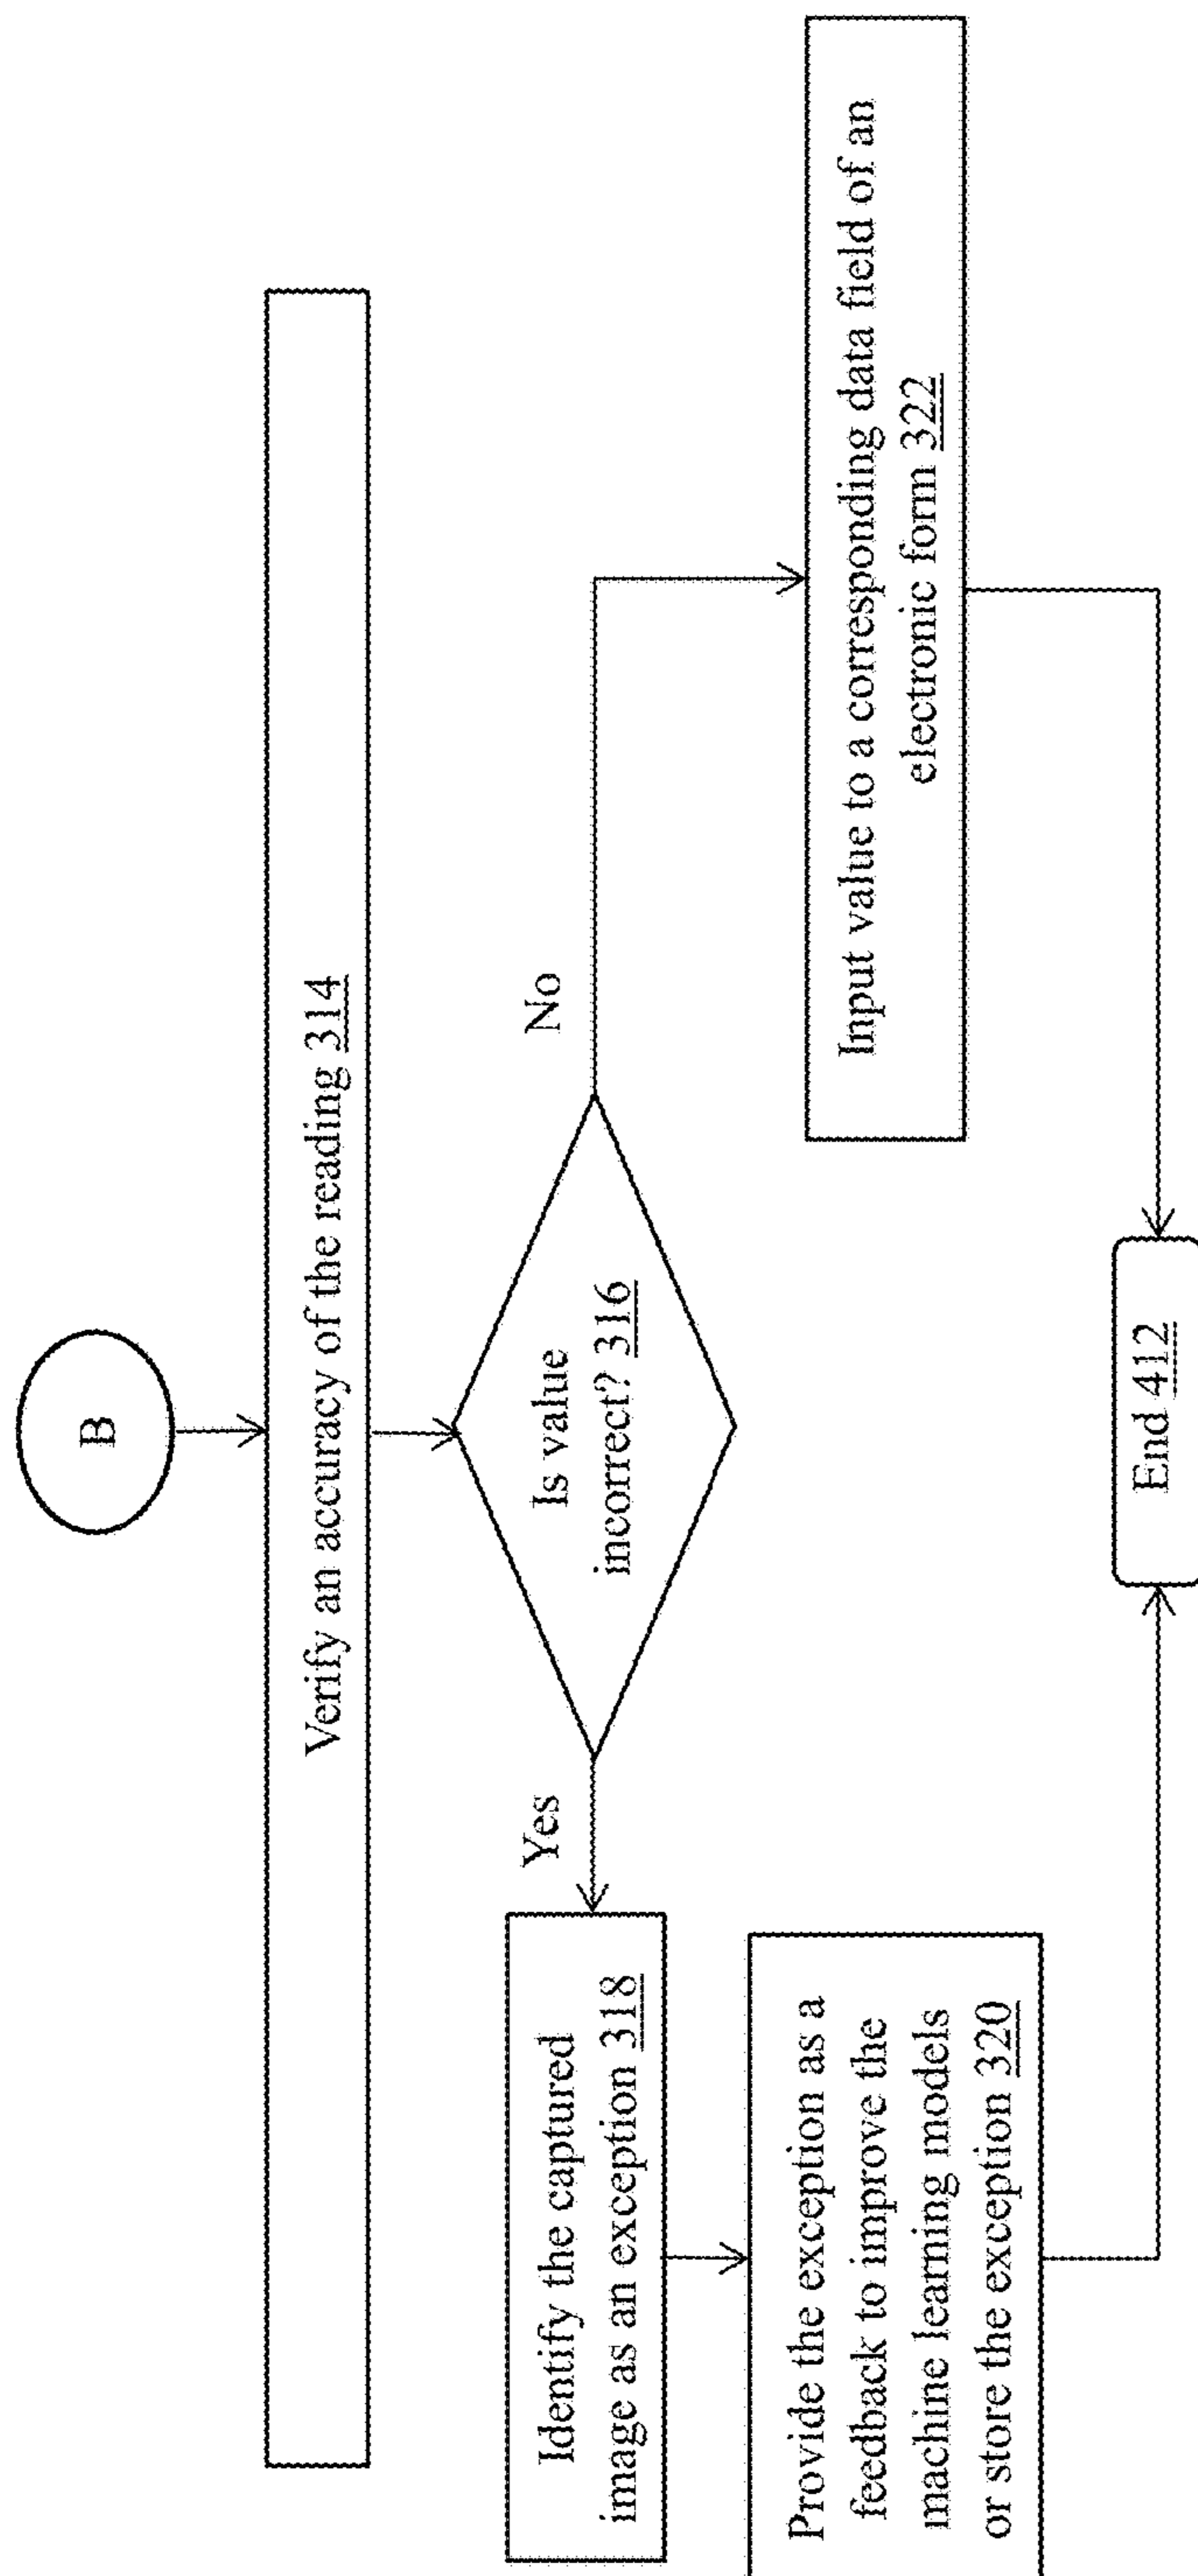 B
Verify an accuracy of the reading 314
Is value
incorrect? 316
Yes
No
Identify the captured
image as an exception 318
Input value to a corresponding data field of an
electronic form 322
Provide the exception as a
feedback to improve the
machine learning models
or store the exception 320
End 412